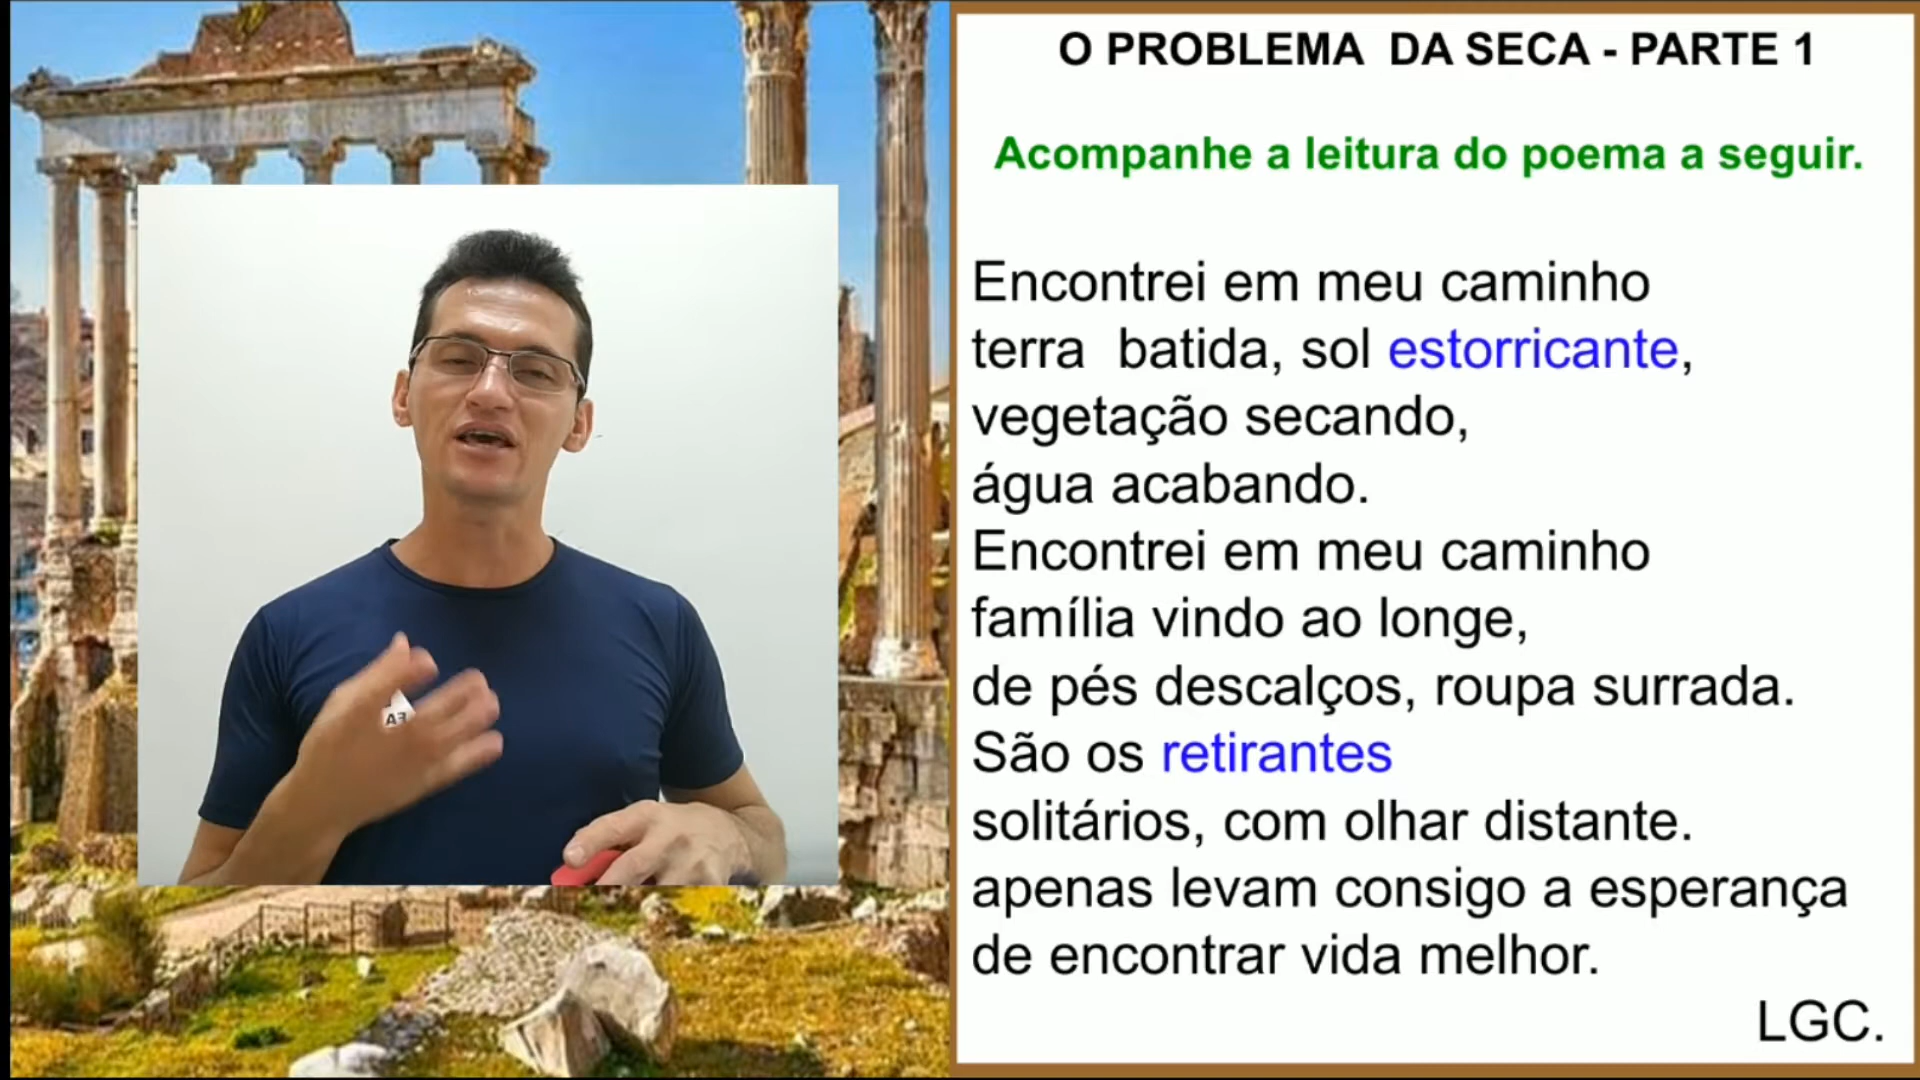 O PROBLEMA DA SECA - PARTE 1
Acompanhe a leitura do poema a seguir.
Encontrei em meu caminho
terra batida, sol estorricante,
vegetação secando,
água acabando.
Encontrei em meu caminho
família vindo ao longe,
de pés descalços, roupa surrada.
São os retirantes
solitários, com olhar distante.
apenas levam consigo a esperança
de encontrar vida melhor.
LGC.